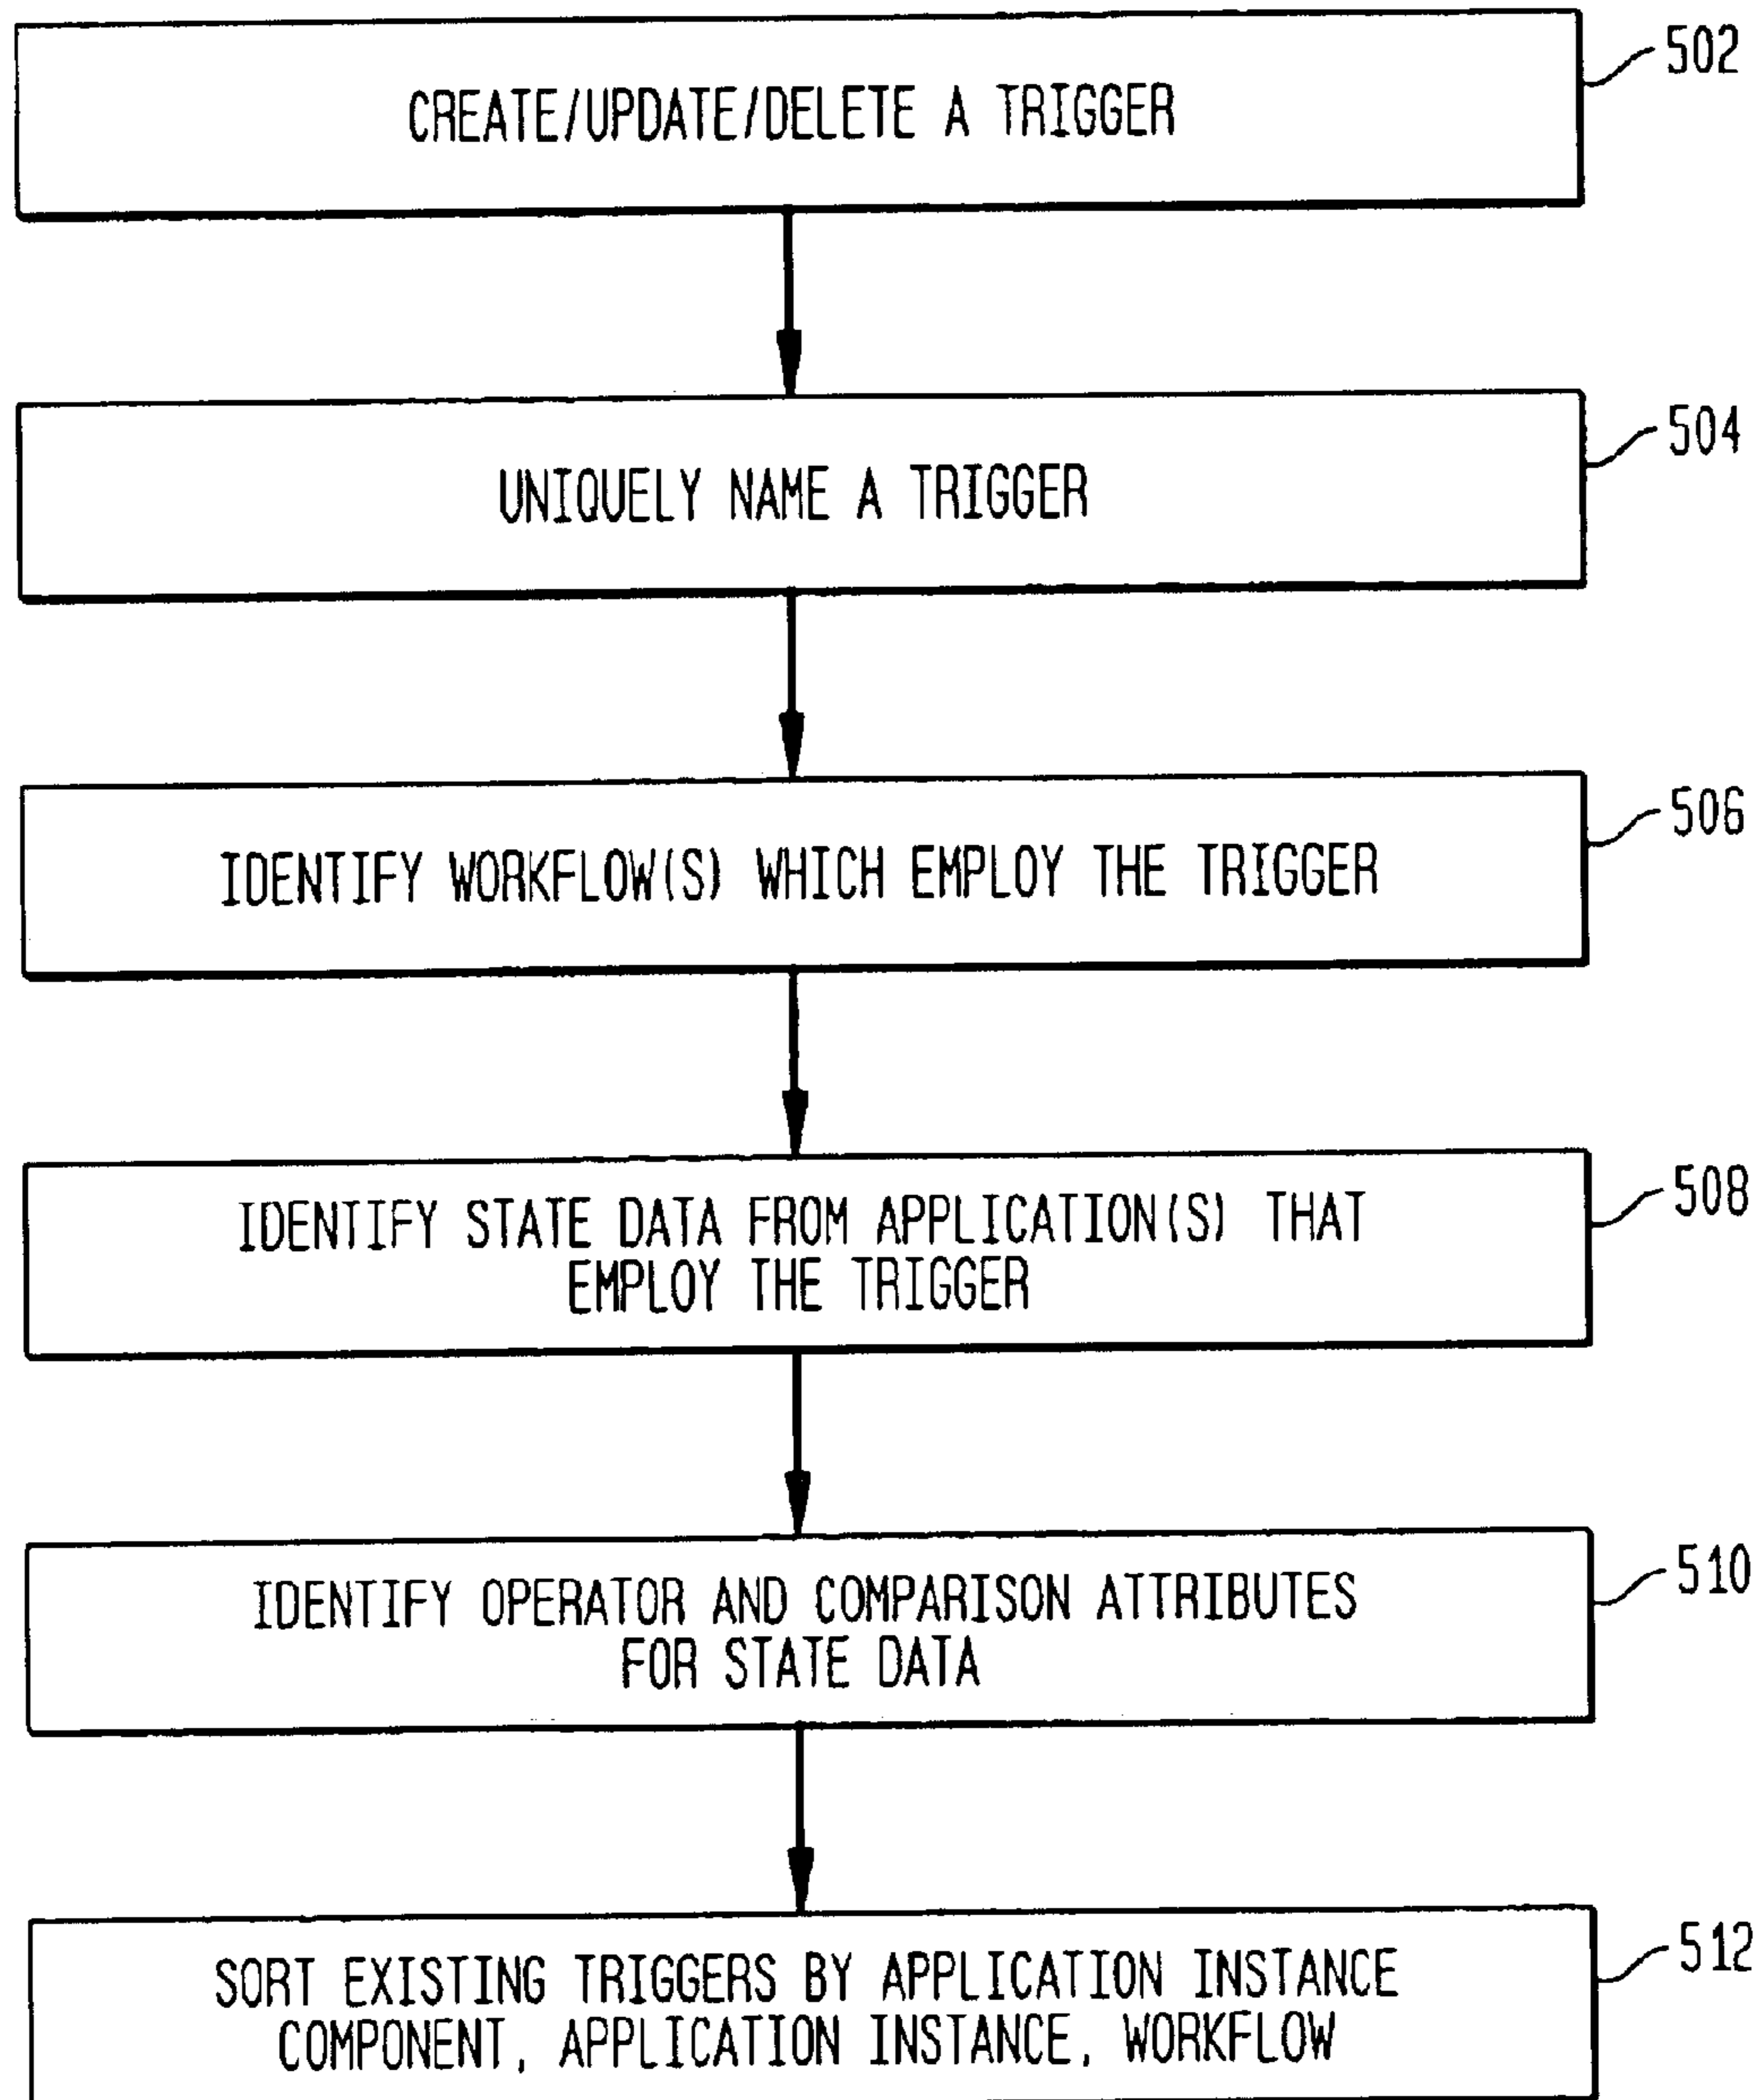 CREATE/UPDATE/DELETE A TRIGGER
502
UNIQUELY NAME A TRIGGER
504
IDENTIFY WORKFLOW(S) WHICH EMPLOY THE TRIGGER
506
IDENTIFY STATE DATA FROM APPLICATION(S) THAT
EMPLOY THE TRIGGER
508
IDENTIFY OPERATOR AND COMPARISON ATTRIBUTES
FOR STATE DATA
510
SORT EXISTING TRIGGERS BY APPLICATION INSTANCE
COMPONENT, APPLICATION INSTANCE, WORKFLOW
512